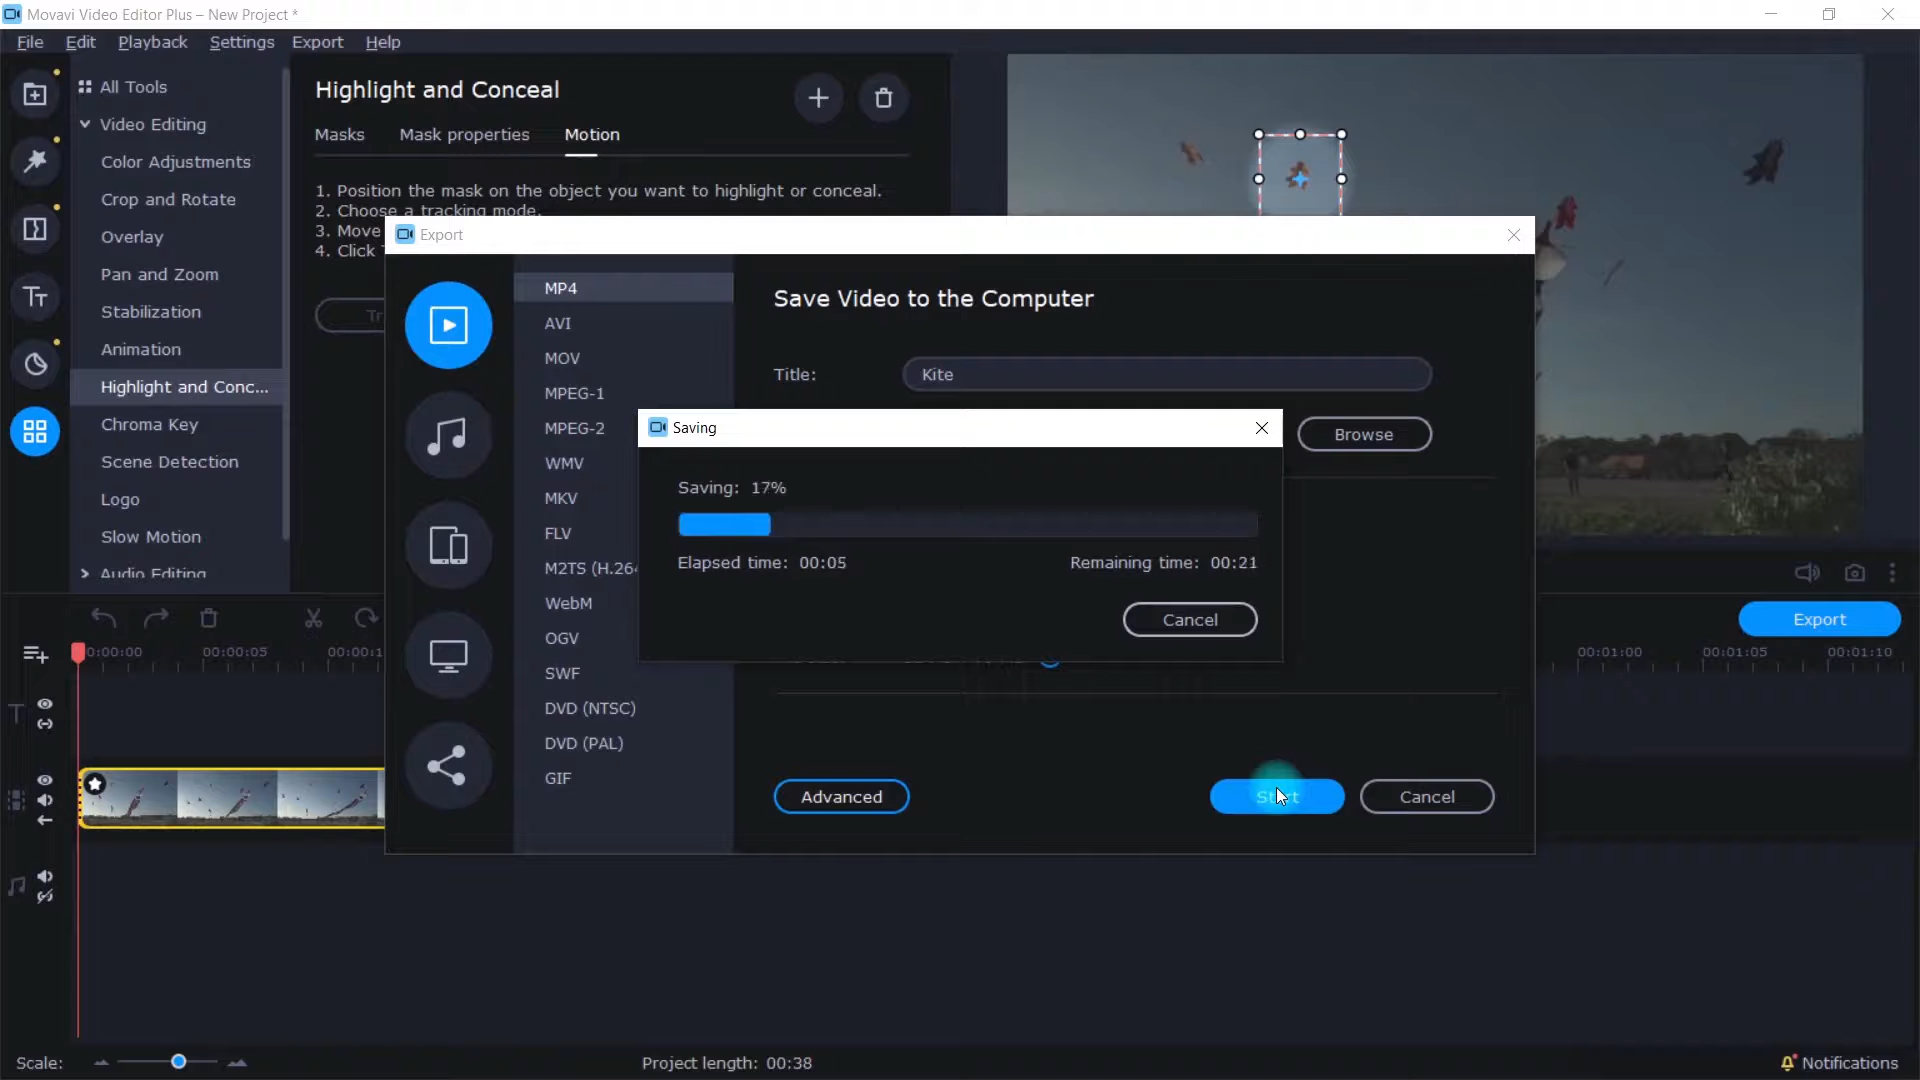 Movavi Video Editor Plus – New Project *
File Edit Playback Settings Export Help
All Tools
Video Editing
Color Adjustments
Crop and Rotate
Overlay
Pan and Zoom
Stabilization
Animation
Highlight and Conc...
Chroma Key
Scene Detection
Logo
Slow Motion
Audio Editing
Highlight and Conceal
Masks Mask properties Motion
1. Position the mask on the object you want to highlight or conceal.
2. Choose a tracking mode.
3. Move
4. Click
Export
MP4
AVI
MOV
MPEG-1
MPEG-2
WMV
MKV
FLV
M2TS (H.264
WebM
OGV
SWF
DVD (NTSC)
DVD (PAL)
GIF
Save Video to the Computer
Title: Kite
Browse
Saving
Saving: 17%
Elapsed time: 00:05 Remaining time: 00:21
Cancel
Advanced Start Cancel
Export
0:00:00 00:00:05 00:00:1 00:01:00 00:01:05 00:01:10
Scale: Project length: 00:38 Notifications